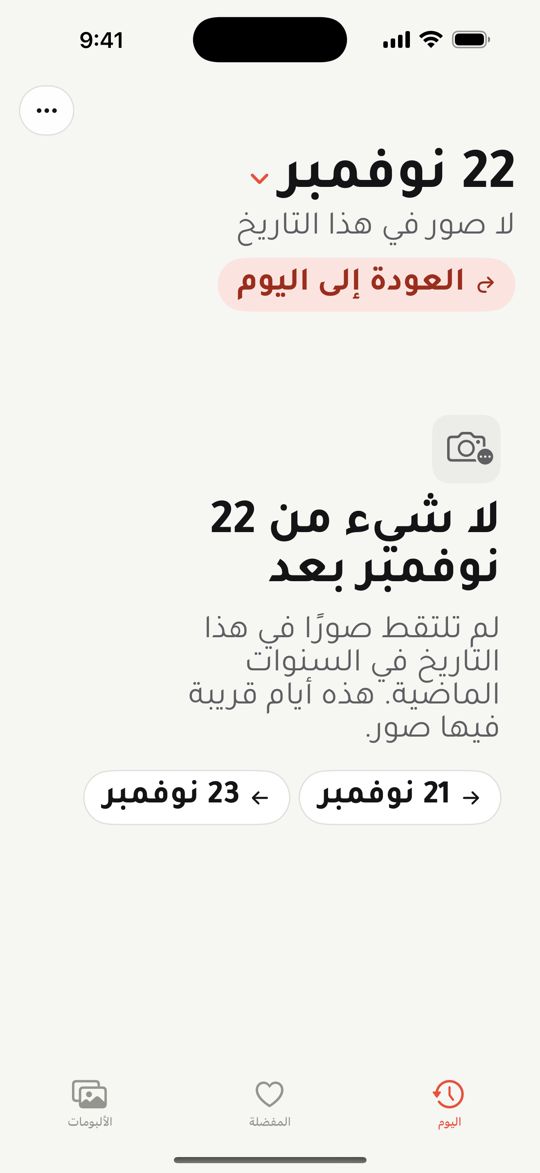 9:41
22 نوفمبر
لا صور في هذا التاريخ
العودة إلى اليوم
لا شيء من 22
نوفمبر بعد
لم تلتقط صورًا في هذا
التاريخ في السنوات
الماضية. هذه أيام قريبة
فيها صور.
→ 21 نوفمبر
← 23 نوفمبر
اليوم
المفضلة
الألبومات